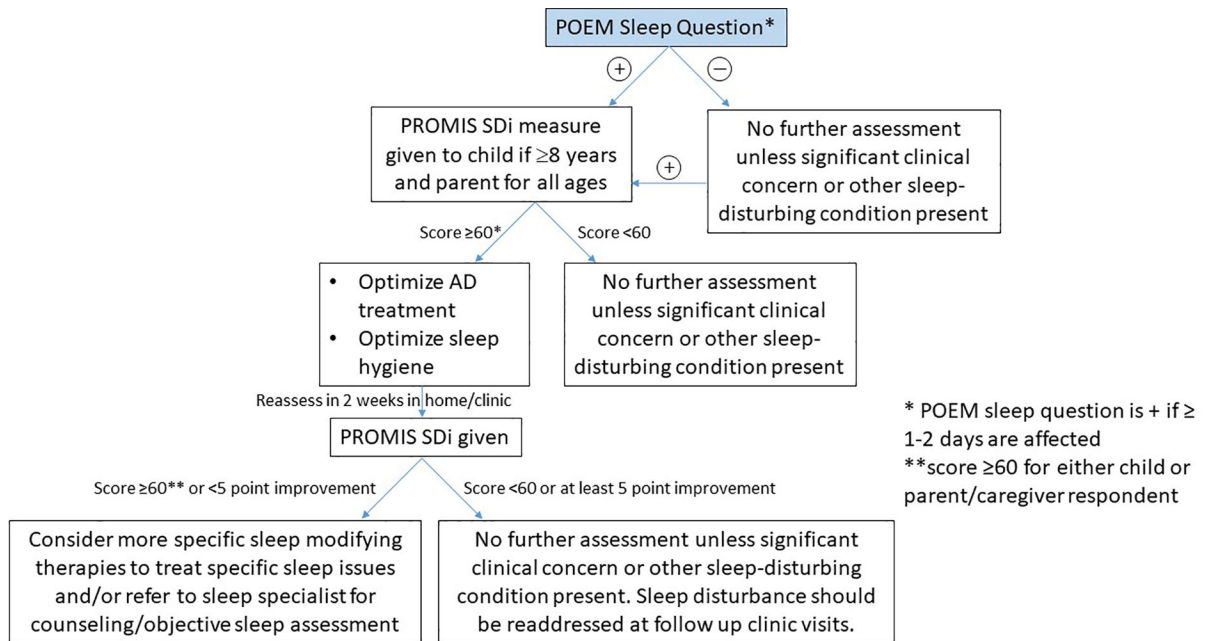 POEM Sleep Question*
+
−
PROMIS SDi measure
given to child if ≥8 years
and parent for all ages
+
No further assessment
unless significant clinical
concern or other sleep-
disturbing condition present
Score ≥60*
Score <60
• Optimize AD
treatment
• Optimize sleep
hygiene
No further assessment
unless significant clinical
concern or other sleep-
disturbing condition present
Reassess in 2 weeks in home/clinic
PROMIS SDi given
* POEM sleep question is + if ≥
1-2 days are affected
**score ≥60 for either child or
parent/caregiver respondent
Score ≥60** or <5 point improvement
Score <60 or at least 5 point improvement
Consider more specific sleep modifying
therapies to treat specific sleep issues
and/or refer to sleep specialist for
counseling/objective sleep assessment
No further assessment unless significant
clinical concern or other sleep-disturbing
condition present. Sleep disturbance should
be readdressed at follow up clinic visits.